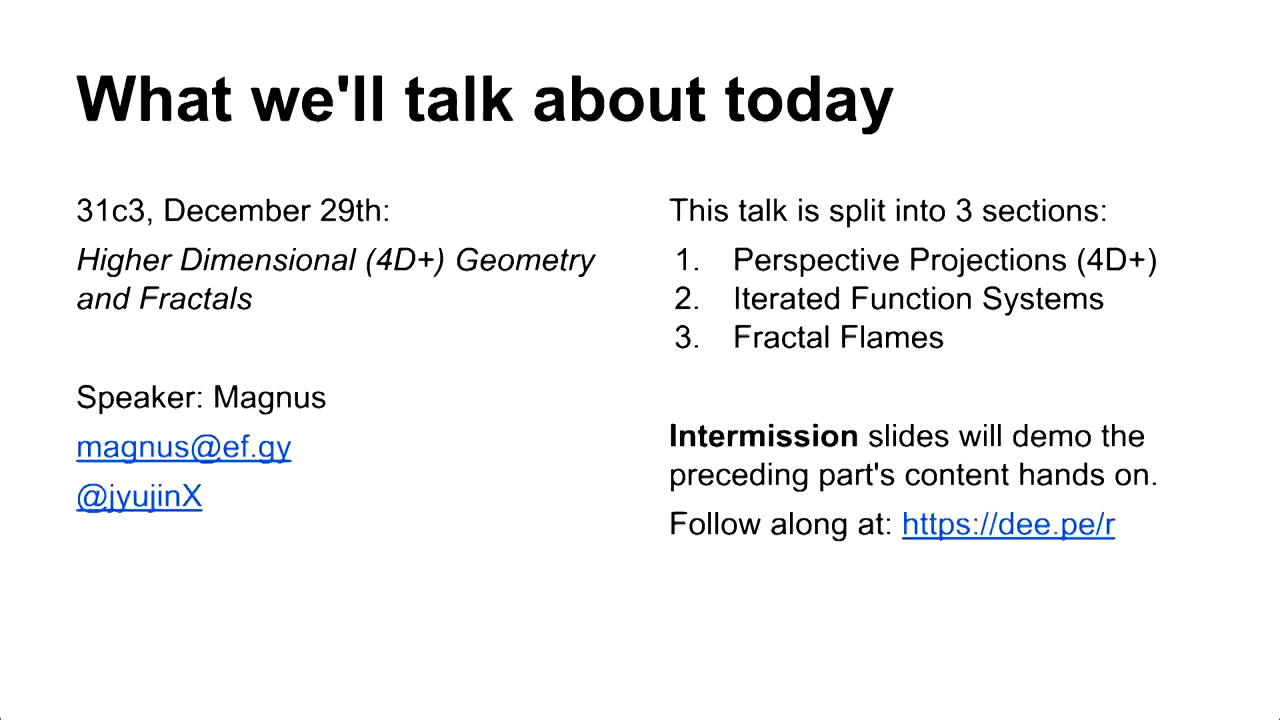 What we'll talk about today
31c3, December 29th:
Higher Dimensional (4D+) Geometry
and Fractals
Speaker: Magnus
magnus@ef.gy
@jyujinX
This talk is split into 3 sections:
1. Perspective Projections (4D+)
2. Iterated Function Systems
3. Fractal Flames
Intermission slides will demo the
preceding part's content hands on.
Follow along at: https://dee.pe/r